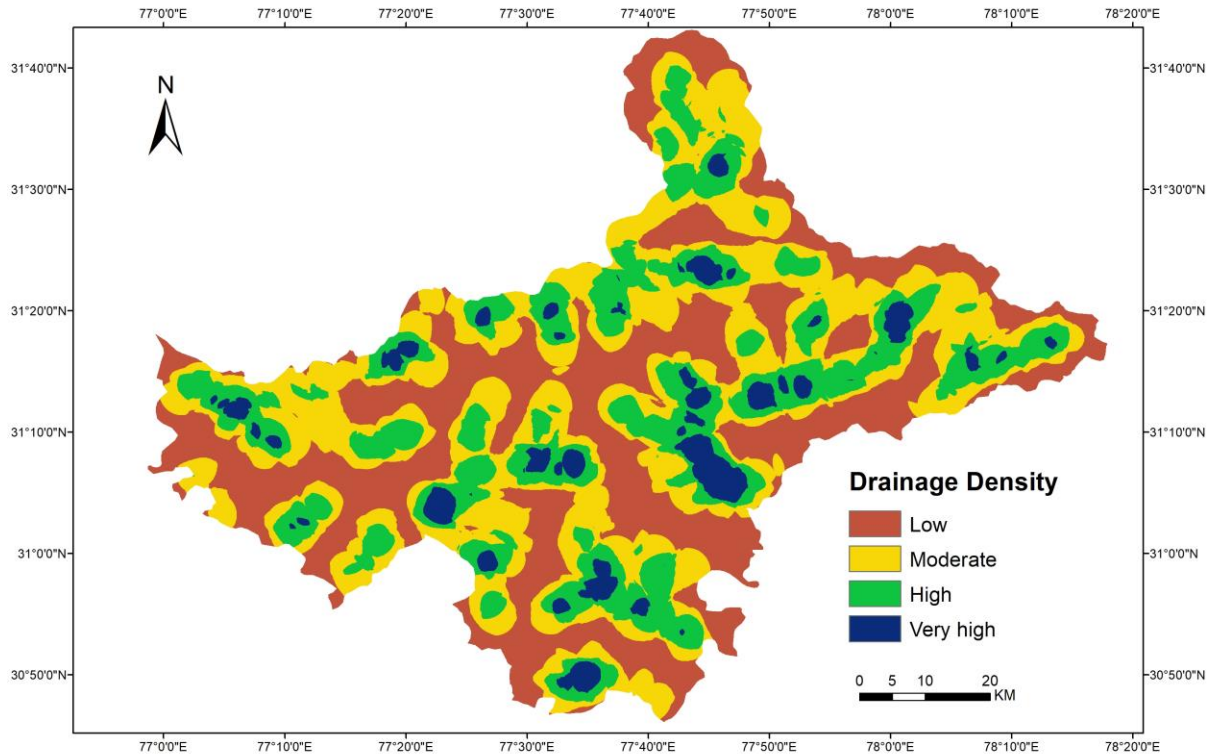 77°0'0"E 77°10'0"E 77°20'0"E 77°30'0"E 77°40'0"E 77°50'0"E 78°0'0"E 78°10'0"E 78°20'0"E
31°40'0"N 31°40'0"N
N
31°30'0"N 31°30'0"N
31°20'0"N 31°20'0"N
31°10'0"N 31°10'0"N
Drainage Density
Low
31°0'0"N 31°0'0"N
Moderate
High
Very high
30°50'0"N 30°50'0"N
0 5 10 20
KM
77°0'0"E 77°10'0"E 77°20'0"E 77°30'0"E 77°40'0"E 77°50'0"E 78°0'0"E 78°10'0"E 78°20'0"E